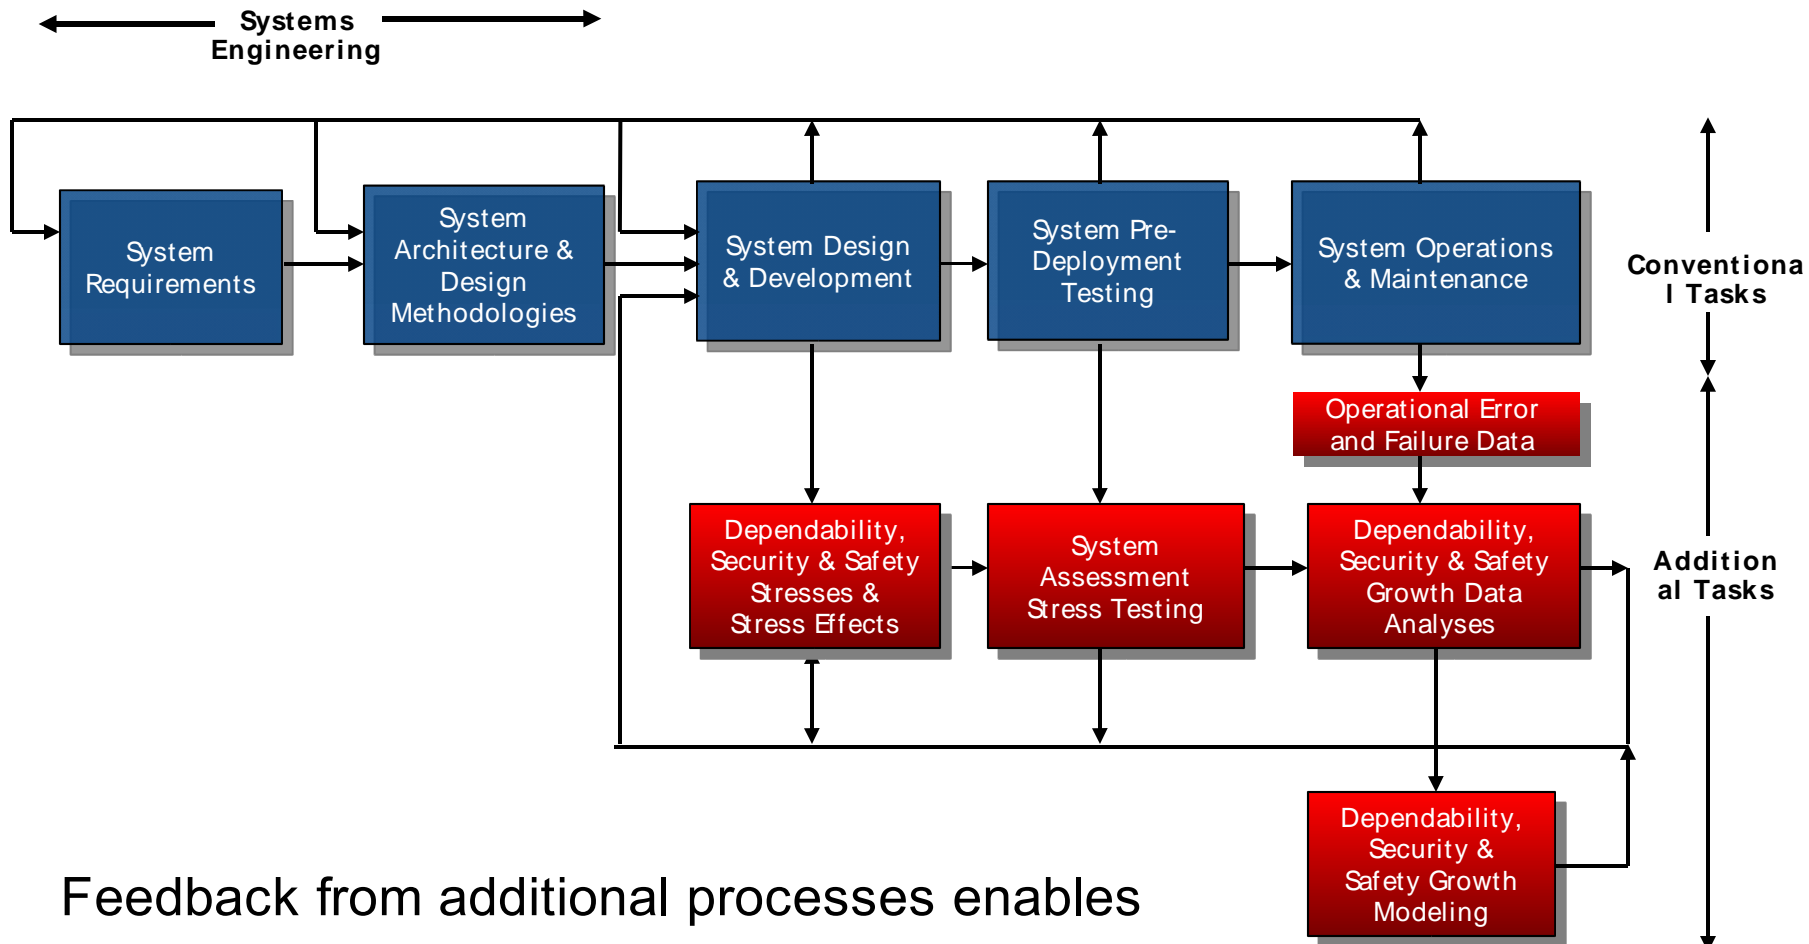 Systems
Engineering
System
Requirements
System
Architecture &
Design
Methodologies
System Design
& Development
System Pre-
Deployment
Testing
System Operations
& Maintenance
Conventiona
l Tasks
Operational Error
and Failure Data
Dependability,
Security & Safety
Stresses &
Stress Effects
System
Assessment
Stress Testing
Dependability,
Security & Safety
Growth Data
Analyses
Addition
al Tasks
Dependability,
Security &
Safety Growth
Modeling
Feedback from additional processes enables